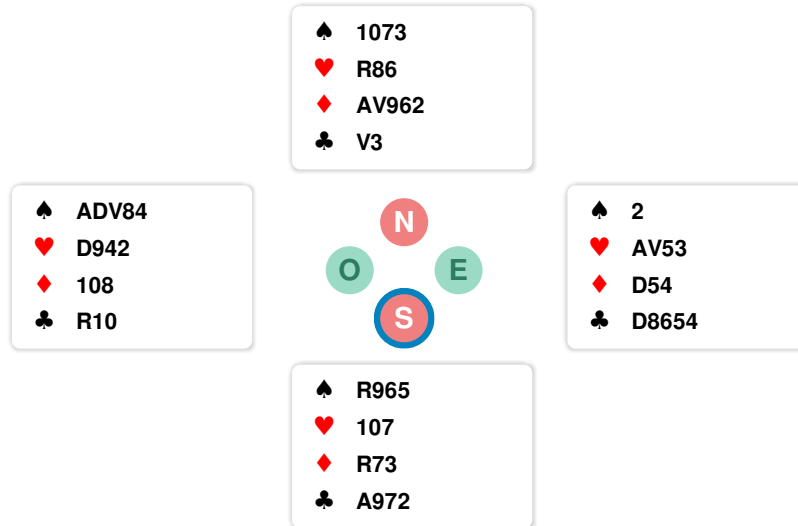 ♠ 1073
♥ R86
♦ AV962
♣ V3
♠ ADV84
♥ D942
♦ 108
♣ R10
N
O E
S
♠ 2
♥ AV53
♦ D54
♣ D8654
♠ R965
♥ 107
♦ R73
♣ A972